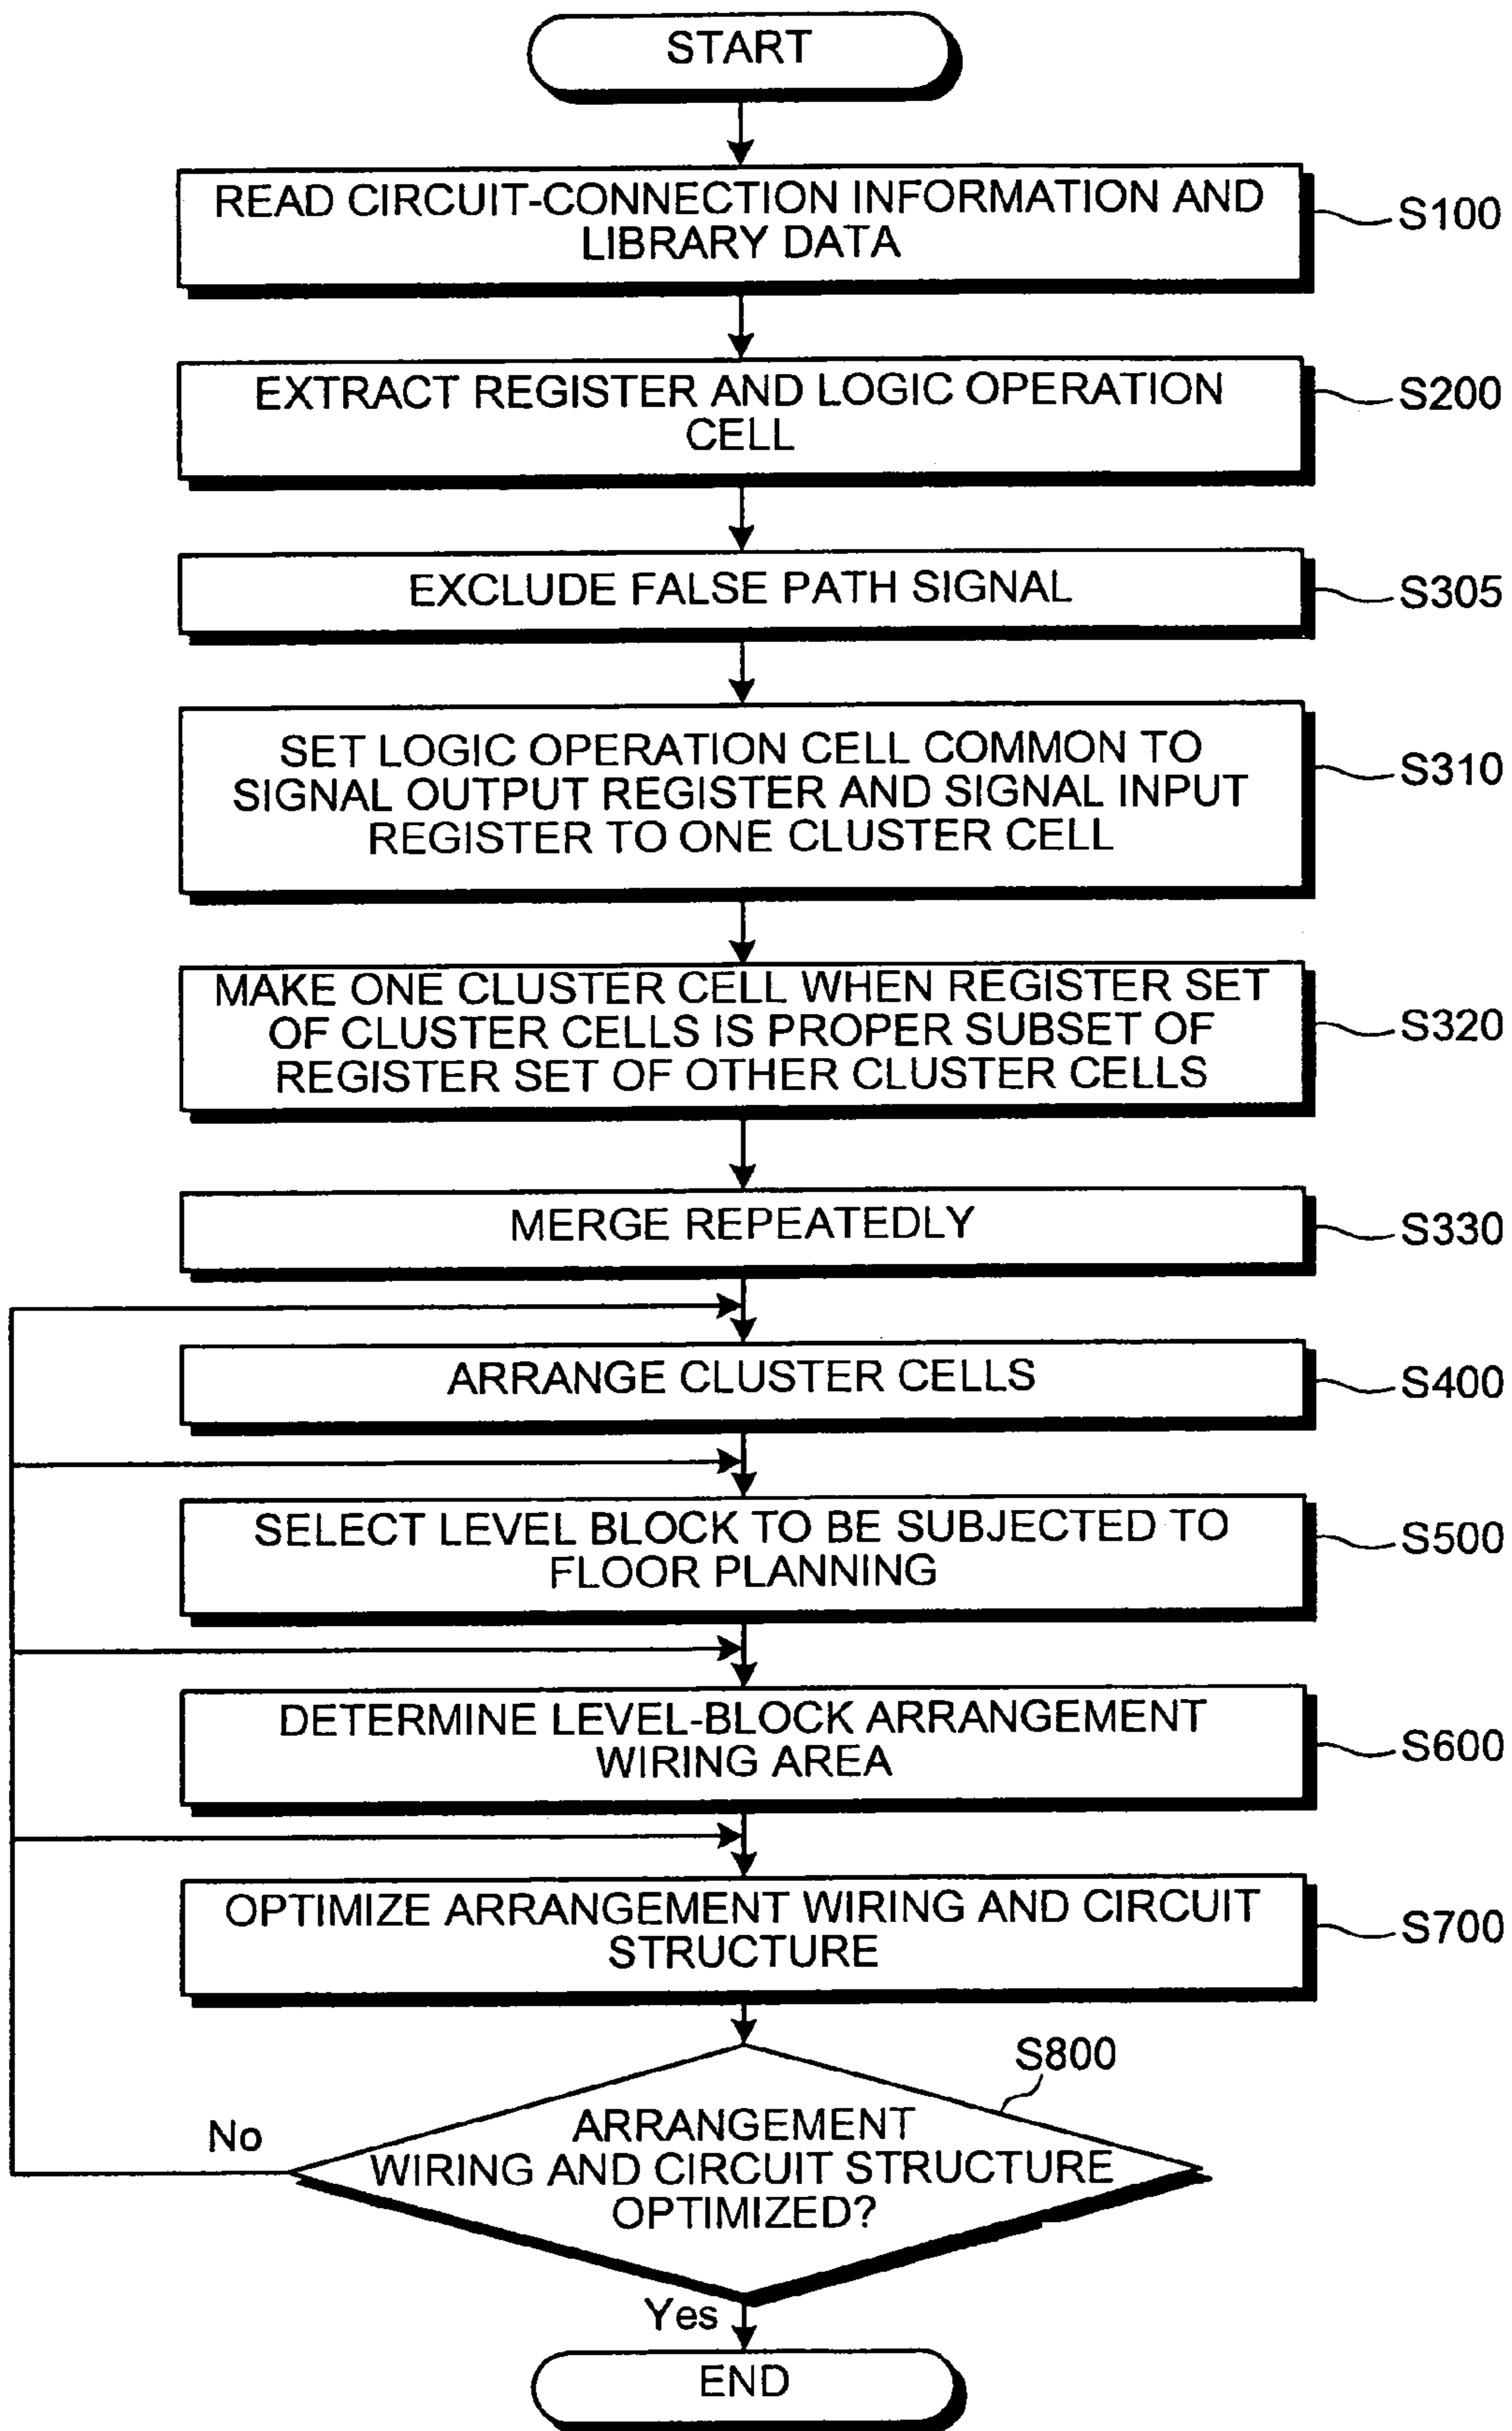 START
READ CIRCUIT-CONNECTION INFORMATION AND
LIBRARY DATA
S100
EXTRACT REGISTER AND LOGIC OPERATION
CELL
S200
EXCLUDE FALSE PATH SIGNAL
S305
SET LOGIC OPERATION CELL COMMON TO
SIGNAL OUTPUT REGISTER AND SIGNAL INPUT
REGISTER TO ONE CLUSTER CELL
S310
MAKE ONE CLUSTER CELL WHEN REGISTER SET
OF CLUSTER CELLS IS PROPER SUBSET OF
REGISTER SET OF OTHER CLUSTER CELLS
S320
MERGE REPEATEDLY
S330
ARRANGE CLUSTER CELLS
S400
SELECT LEVEL BLOCK TO BE SUBJECTED TO
FLOOR PLANNING
S500
DETERMINE LEVEL-BLOCK ARRANGEMENT
WIRING AREA
S600
OPTIMIZE ARRANGEMENT WIRING AND CIRCUIT
STRUCTURE
S700
S800
ARRANGEMENT
WIRING AND CIRCUIT STRUCTURE
OPTIMIZED?
No
Yes
END